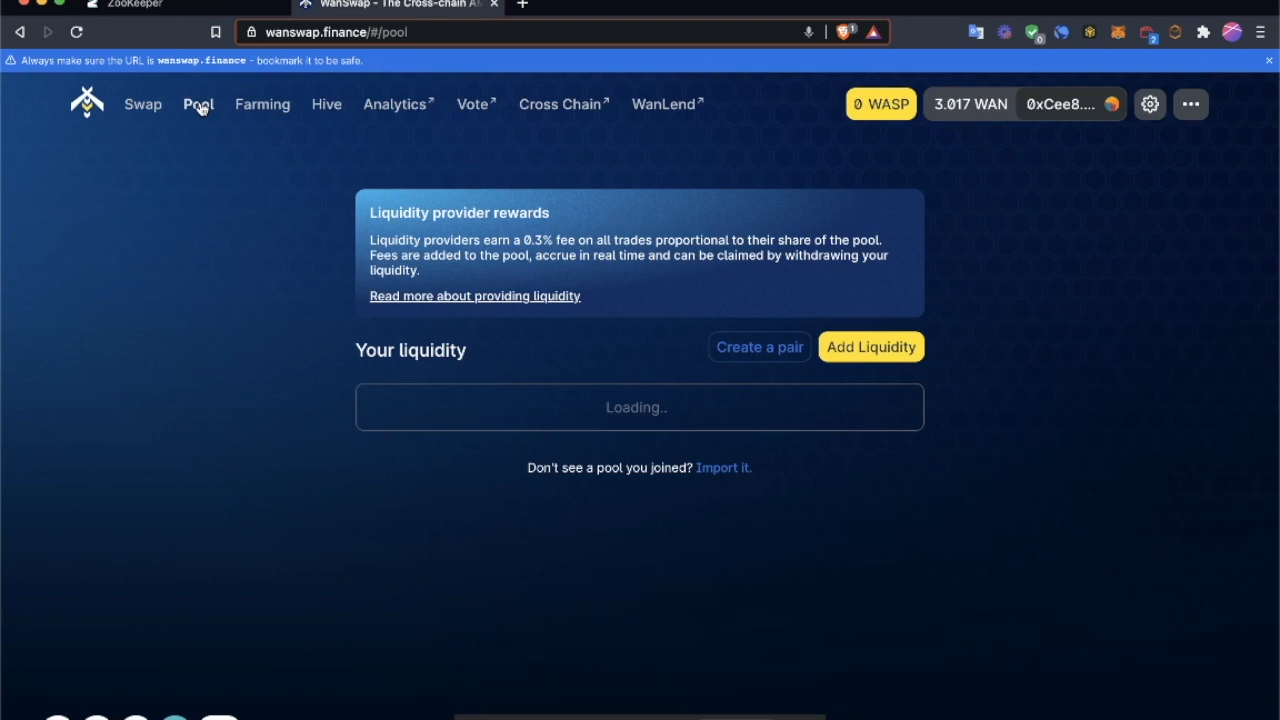 ZooKeeper
WanSwap – The Cross-chain AM
wanswap.finance/#/pool
1
0
2
Always make sure the URL is wanswap.finance - bookmark it to be safe.
Swap Pool Farming Hive Analytics↗ Vote↗ Cross Chain↗ WanLend↗ 0 WASP 3.017 WAN 0xCee8....
Liquidity provider rewards
Liquidity providers earn a 0.3% fee on all trades proportional to their share of the pool.
Fees are added to the pool, accrue in real time and can be claimed by withdrawing your
liquidity.
Read more about providing liquidity
Your liquidity Create a pair Add Liquidity
Loading..
Don't see a pool you joined? Import it.